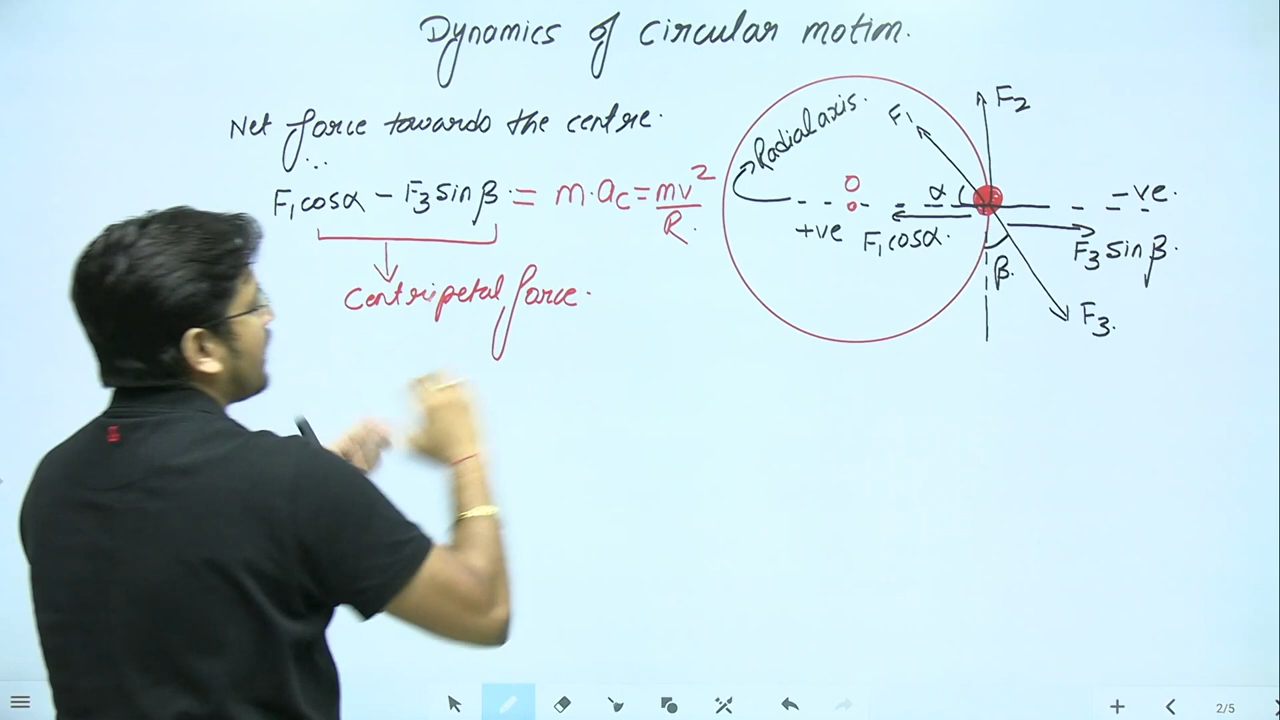 Dynamics of circular motion.
Net force towards the centre.
...
F₁cosα − F₃sinβ = m·a_c = mv²/R.
Centripetal force.
Radial axis.
F₁
F₂
O
α
−ve.
+ve
F₁cosα.
F₃sinβ.
β.
F₃.
2/5